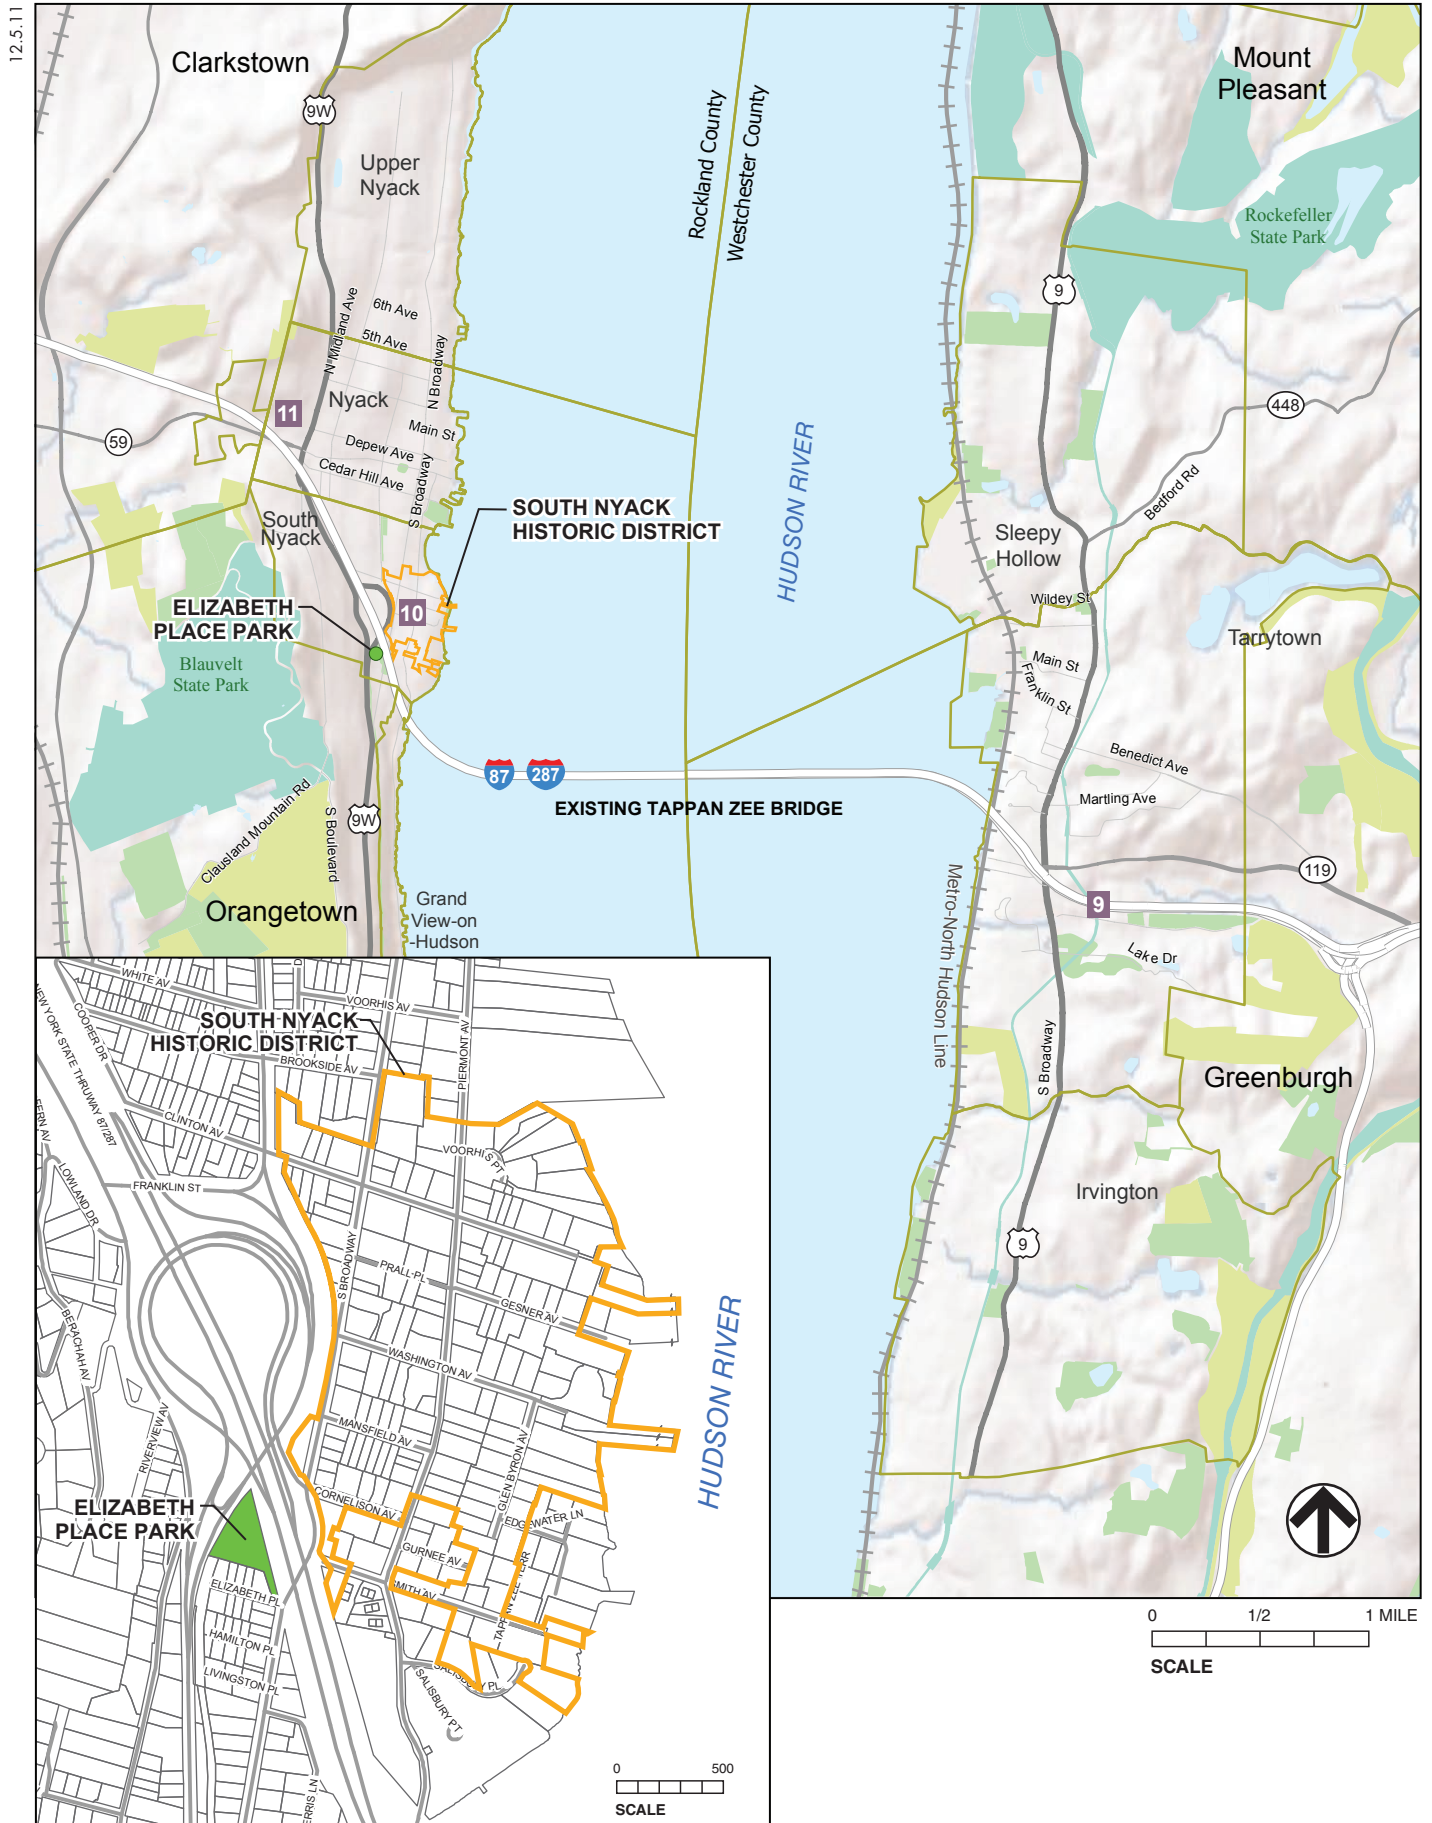 12.5.11
Clarkstown
9W
Upper
Nyack
Rockland County
Westchester County
Mount
Pleasant
Rockefeller
State Park
9
6th Ave
5th Ave
N Midland Ave
N Broadway
Nyack
11
Main St
Depew Ave
Cedar Hill Ave
S Broadway
59
448
Bedford Rd
HUDSON RIVER
South
Nyack
SOUTH NYACK
HISTORIC DISTRICT
Sleepy
Hollow
Wildey St
ELIZABETH
PLACE PARK
10
Tarrytown
Main St
Franklin St
Blauvelt
State Park
Benedict Ave
Martling Ave
87
287
EXISTING TAPPAN ZEE BRIDGE
Clausland Mountain Rd
S Boulevard
9W
119
9
Metro-North Hudson Line
Orangetown
Grand
View-on
-Hudson
Lake Dr
S Broadway
Greenburgh
Irvington
9
WHITE AV
VOORHIS AV
D
NEW YORK STATE THRUWAY 87/287
COOPER DR
SOUTH NYACK
HISTORIC DISTRICT
BROOKSIDE AV
PIERMONT AV
CLINTON AV
FERN AV
VOORHIS PT
LOWLAND DR
FRANKLIN ST
S BROADWAY
PRALL PL
GESNER AV
HUDSON RIVER
BERACHAH AV
WASHINGTON AV
RIVERVIEW AV
MANSFIELD AV
GLEN BYRON AV
ELIZABETH
PLACE PARK
CORNELISON AV
EDGEWATER LN
GURNEE AV
TAPPAN ZEE TERR
SMITH AV
ELIZABETH PL
HAMILTON PL
LIVINGSTON PL
SALISBURY PL
SALISBURY PT
ERRIS LN
0 500
SCALE
0 1/2 1 MILE
SCALE